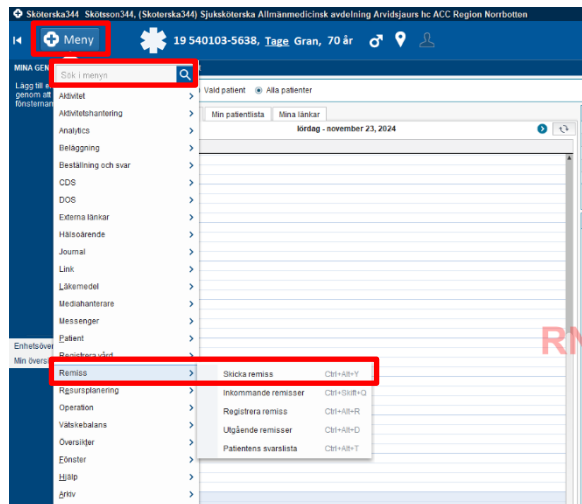 Sköterska344 Skötsson344, (Skoterska344) Sjuksköterska Allmänmedicinsk avdelning Arvidsjaurs hc ACC Region Norrbotten
Meny
19 540103-5638, Tage Gran, 70 år
MINA GEN
Sök i menyn
Lägg till
genom att
fönsternan
Vald patient
Alla patienter
Min patientlista
Mina länkar
lördag - november 23, 2024
Aktivitet
Aktivitetshantering
Analytics
Beläggning
Beställning och svar
CDS
DOS
Externa länkar
Hälsoärende
Journal
Link
Läkemedel
Mediahanterare
Messenger
Patient
Enhetsöver
Registrera vård
Min översi
RN
Remiss
Skicka remiss Ctrl+Alt+Y
Resursplanering
Inkommande remisser Ctrl+Skift+Q
Operation
Registrera remiss Ctrl+Alt+R
Vätskebalans
Utgående remisser Ctrl+Alt+D
Översikter
Patientens svarslista Ctrl+Alt+T
Fönster
Hjälp
Arkiv